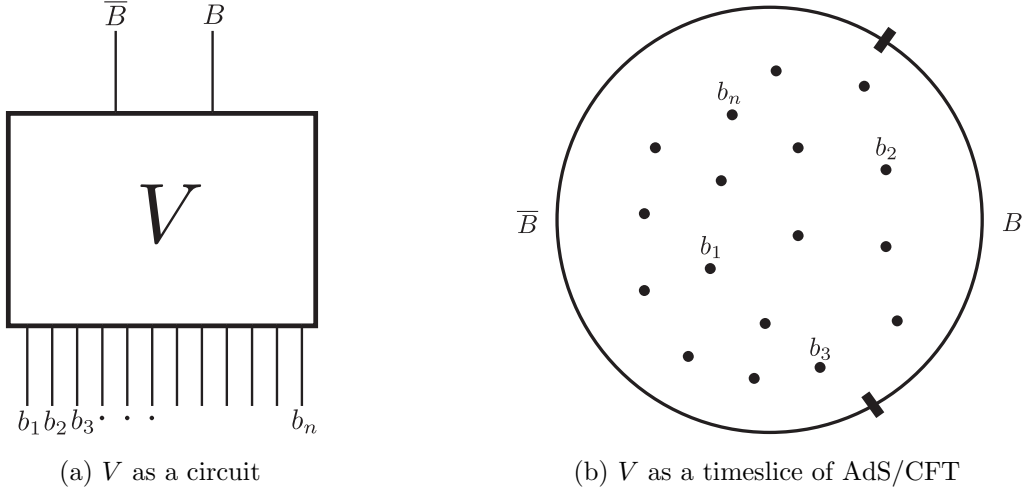 B̅ B
V
b₁ b₂ b₃ . . . bₙ
(a) V as a circuit
bₙ
b₂
B̅ B
b₁
b₃
(b) V as a timeslice of AdS/CFT